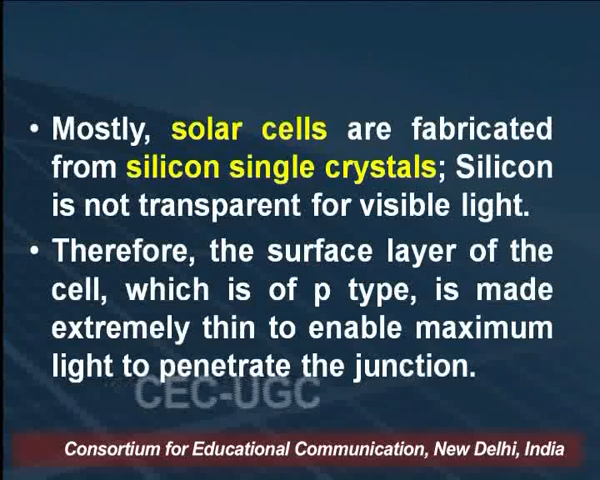 • Mostly, solar cells are fabricated
from silicon single crystals; Silicon
is not transparent for visible light.
• Therefore, the surface layer of the
cell, which is of p type, is made
extremely thin to enable maximum
light to penetrate the junction.
CEC-UGC
Consortium for Educational Communication, New Delhi, India